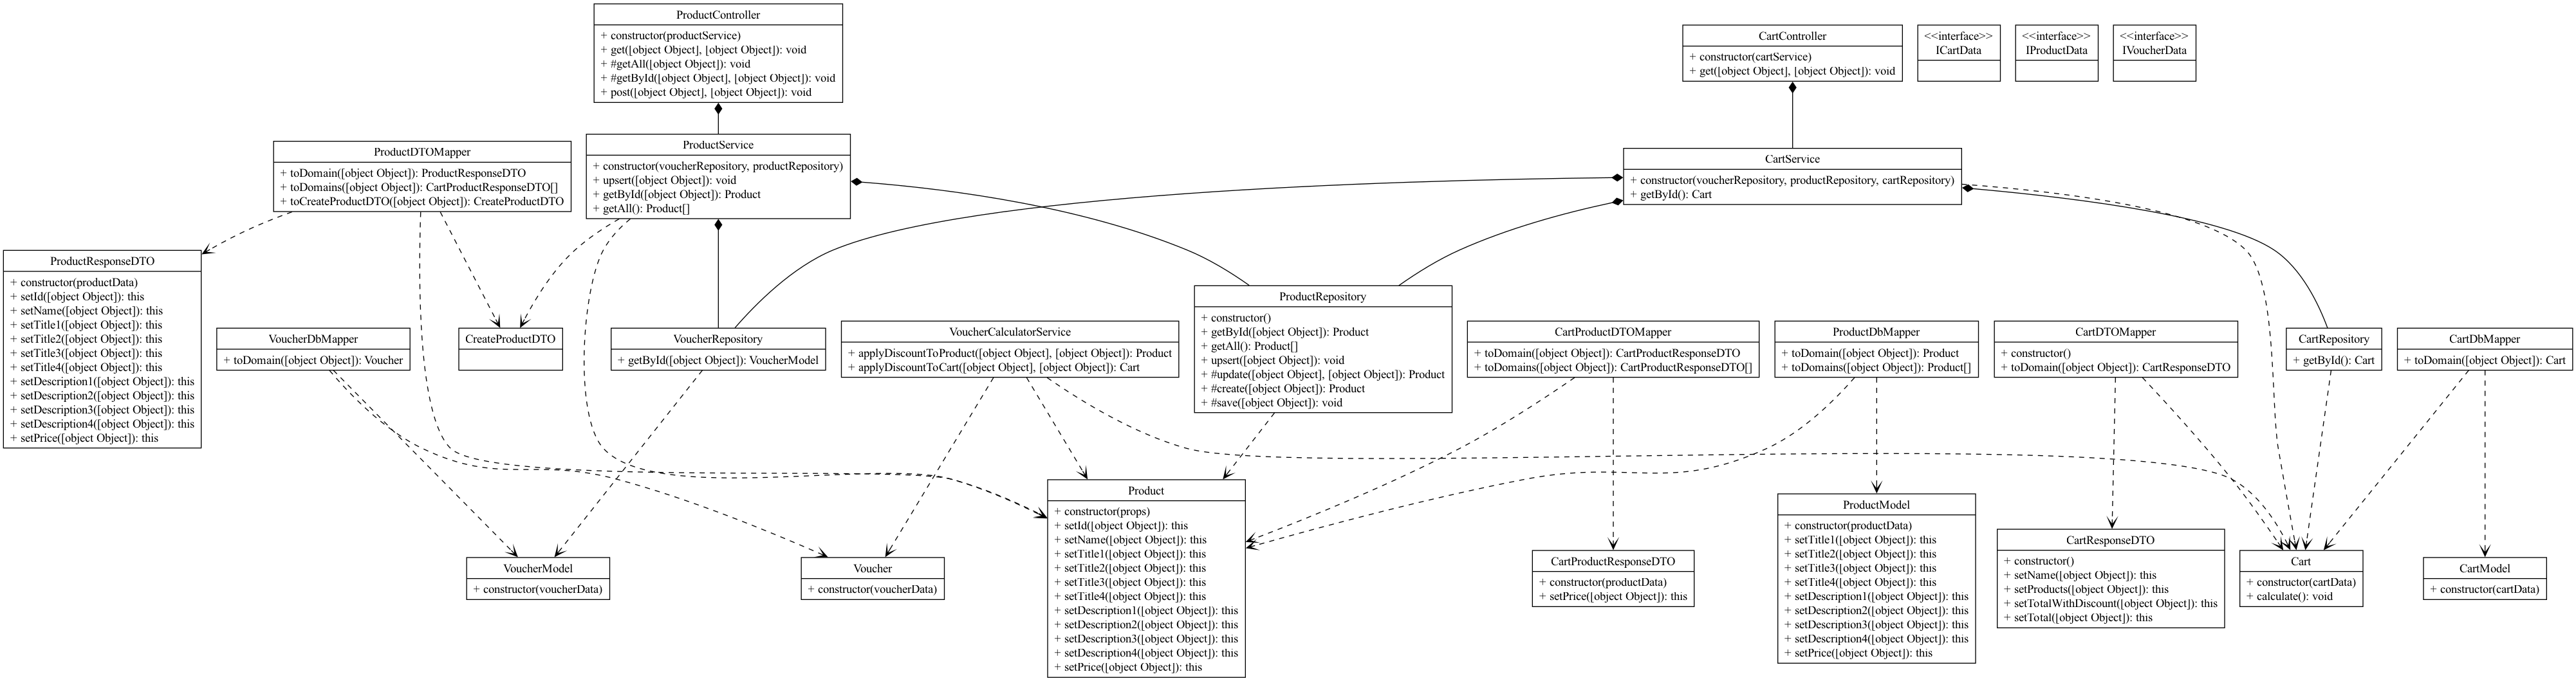 ProductController
+ constructor(productService)
+ get([object Object], [object Object]): void
+ #getAll([object Object]): void
+ #getById([object Object], [object Object]): void
+ post([object Object], [object Object]): void
CartController
+ constructor(cartService)
+ get([object Object], [object Object]): void
<<interface>>
ICartData
<<interface>>
IProductData
<<interface>>
IVoucherData
ProductDTOMapper
+ toDomain([object Object]): ProductResponseDTO
+ toDomains([object Object]): CartProductResponseDTO[]
+ toCreateProductDTO([object Object]): CreateProductDTO
ProductService
+ constructor(voucherRepository, productRepository)
+ upsert([object Object]): void
+ getById([object Object]): Product
+ getAll(): Product[]
CartService
+ constructor(voucherRepository, productRepository, cartRepository)
+ getById(): Cart
ProductResponseDTO
+ constructor(productData)
+ setId([object Object]): this
+ setName([object Object]): this
+ setTitle1([object Object]): this
+ setTitle2([object Object]): this
+ setTitle3([object Object]): this
+ setTitle4([object Object]): this
+ setDescription1([object Object]): this
+ setDescription2([object Object]): this
+ setDescription3([object Object]): this
+ setDescription4([object Object]): this
+ setPrice([object Object]): this
VoucherDbMapper
+ toDomain([object Object]): Voucher
CreateProductDTO
VoucherRepository
+ getById([object Object]): VoucherModel
VoucherCalculatorService
+ applyDiscountToProduct([object Object], [object Object]): Product
+ applyDiscountToCart([object Object], [object Object]): Cart
ProductRepository
+ constructor()
+ getById([object Object]): Product
+ getAll(): Product[]
+ upsert([object Object]): void
+ #update([object Object], [object Object]): Product
+ #create([object Object]): Product
+ #save([object Object]): void
CartProductDTOMapper
+ toDomain([object Object]): CartProductResponseDTO
+ toDomains([object Object]): CartProductResponseDTO[]
ProductDbMapper
+ toDomain([object Object]): Product
+ toDomains([object Object]): Product[]
CartDTOMapper
+ constructor()
+ toDomain([object Object]): CartResponseDTO
CartRepository
+ getById(): Cart
CartDbMapper
+ toDomain([object Object]): Cart
VoucherModel
+ constructor(voucherData)
Voucher
+ constructor(voucherData)
Product
+ constructor(props)
+ setId([object Object]): this
+ setName([object Object]): this
+ setTitle1([object Object]): this
+ setTitle2([object Object]): this
+ setTitle3([object Object]): this
+ setTitle4([object Object]): this
+ setDescription1([object Object]): this
+ setDescription2([object Object]): this
+ setDescription3([object Object]): this
+ setDescription4([object Object]): this
+ setPrice([object Object]): this
CartProductResponseDTO
+ constructor(productData)
+ setPrice([object Object]): this
ProductModel
+ constructor(productData)
+ setTitle1([object Object]): this
+ setTitle2([object Object]): this
+ setTitle3([object Object]): this
+ setTitle4([object Object]): this
+ setDescription1([object Object]): this
+ setDescription2([object Object]): this
+ setDescription3([object Object]): this
+ setDescription4([object Object]): this
+ setPrice([object Object]): this
CartResponseDTO
+ constructor()
+ setName([object Object]): this
+ setProducts([object Object]): this
+ setTotalWithDiscount([object Object]): this
+ setTotal([object Object]): this
Cart
+ constructor(cartData)
+ calculate(): void
CartModel
+ constructor(cartData)